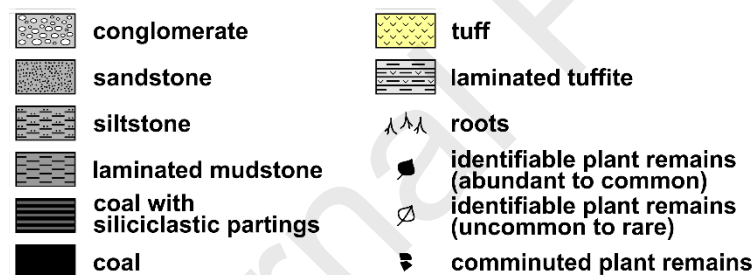 conglomerate
sandstone
siltstone
laminated mudstone
coal with
siliciclastic partings
coal
tuff
laminated tuffite
roots
identifiable plant remains
(abundant to common)
identifiable plant remains
(uncommon to rare)
comminuted plant remains